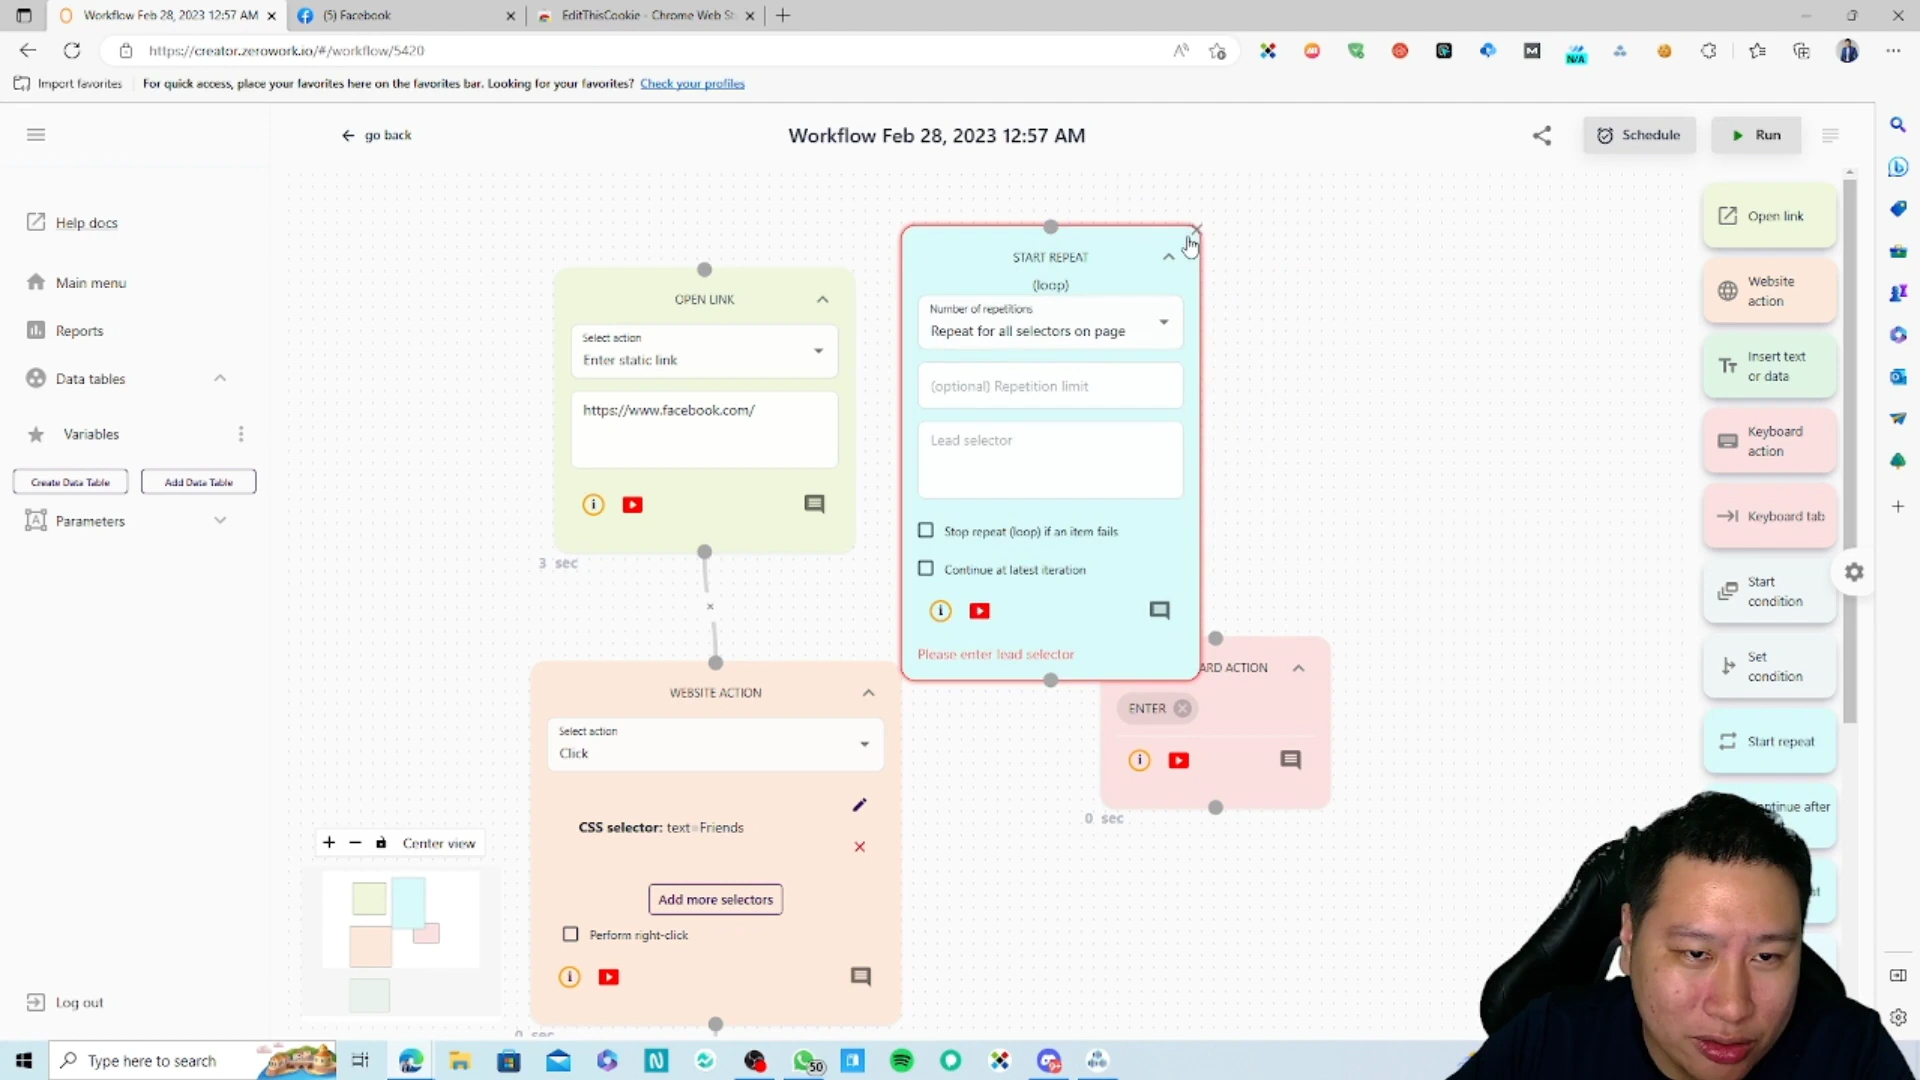 Workflow Feb 28, 2023 12:57 AM
(5) Facebook
EditThisCookie - Chrome Web St
https://creator.zerowork.io/#/workflow/5420
N/A
Import favorites
For quick access, place your favorites here on the favorites bar. Looking for your favorites? Check your profiles
go back
Workflow Feb 28, 2023 12:57 AM
Schedule
Run
Help docs
Main menu
Reports
Data tables
Variables
Create Data Table
Add Data Table
Parameters
Log out
OPEN LINK
Select action
Enter static link
https://www.facebook.com/
3 sec
START REPEAT
(loop)
Number of repetitions
Repeat for all selectors on page
(optional) Repetition limit
Lead selector
Stop repeat (loop) if an item fails
Continue at latest iteration
Please enter lead selector
WEBSITE ACTION
Select action
Click
CSS selector: text=Friends
Add more selectors
Perform right-click
0 sec
ARD ACTION
ENTER
0 sec
Center view
Open link
Website
action
Insert text
or data
Keyboard
action
Keyboard tab
Start
condition
Set
condition
Start repeat
ntinue after
Type here to search
50